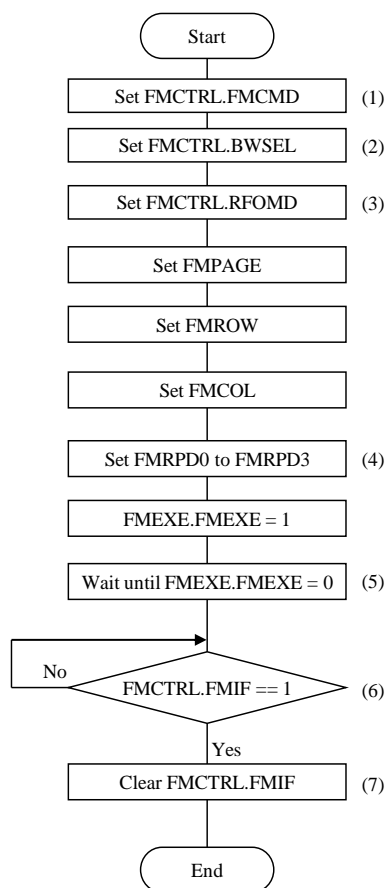 Start
Set FMCTRL.FMCMD (1)
Set FMCTRL.BWSEL (2)
Set FMCTRL.RFOMD (3)
Set FMPAGE
Set FMROW
Set FMCOL
Set FMRPD0 to FMRPD3 (4)
FMEXE.FMEXE = 1
Wait until FMEXE.FMEXE = 0 (5)
No
FMCTRL.FMIF == 1 (6)
Yes
Clear FMCTRL.FMIF (7)
End